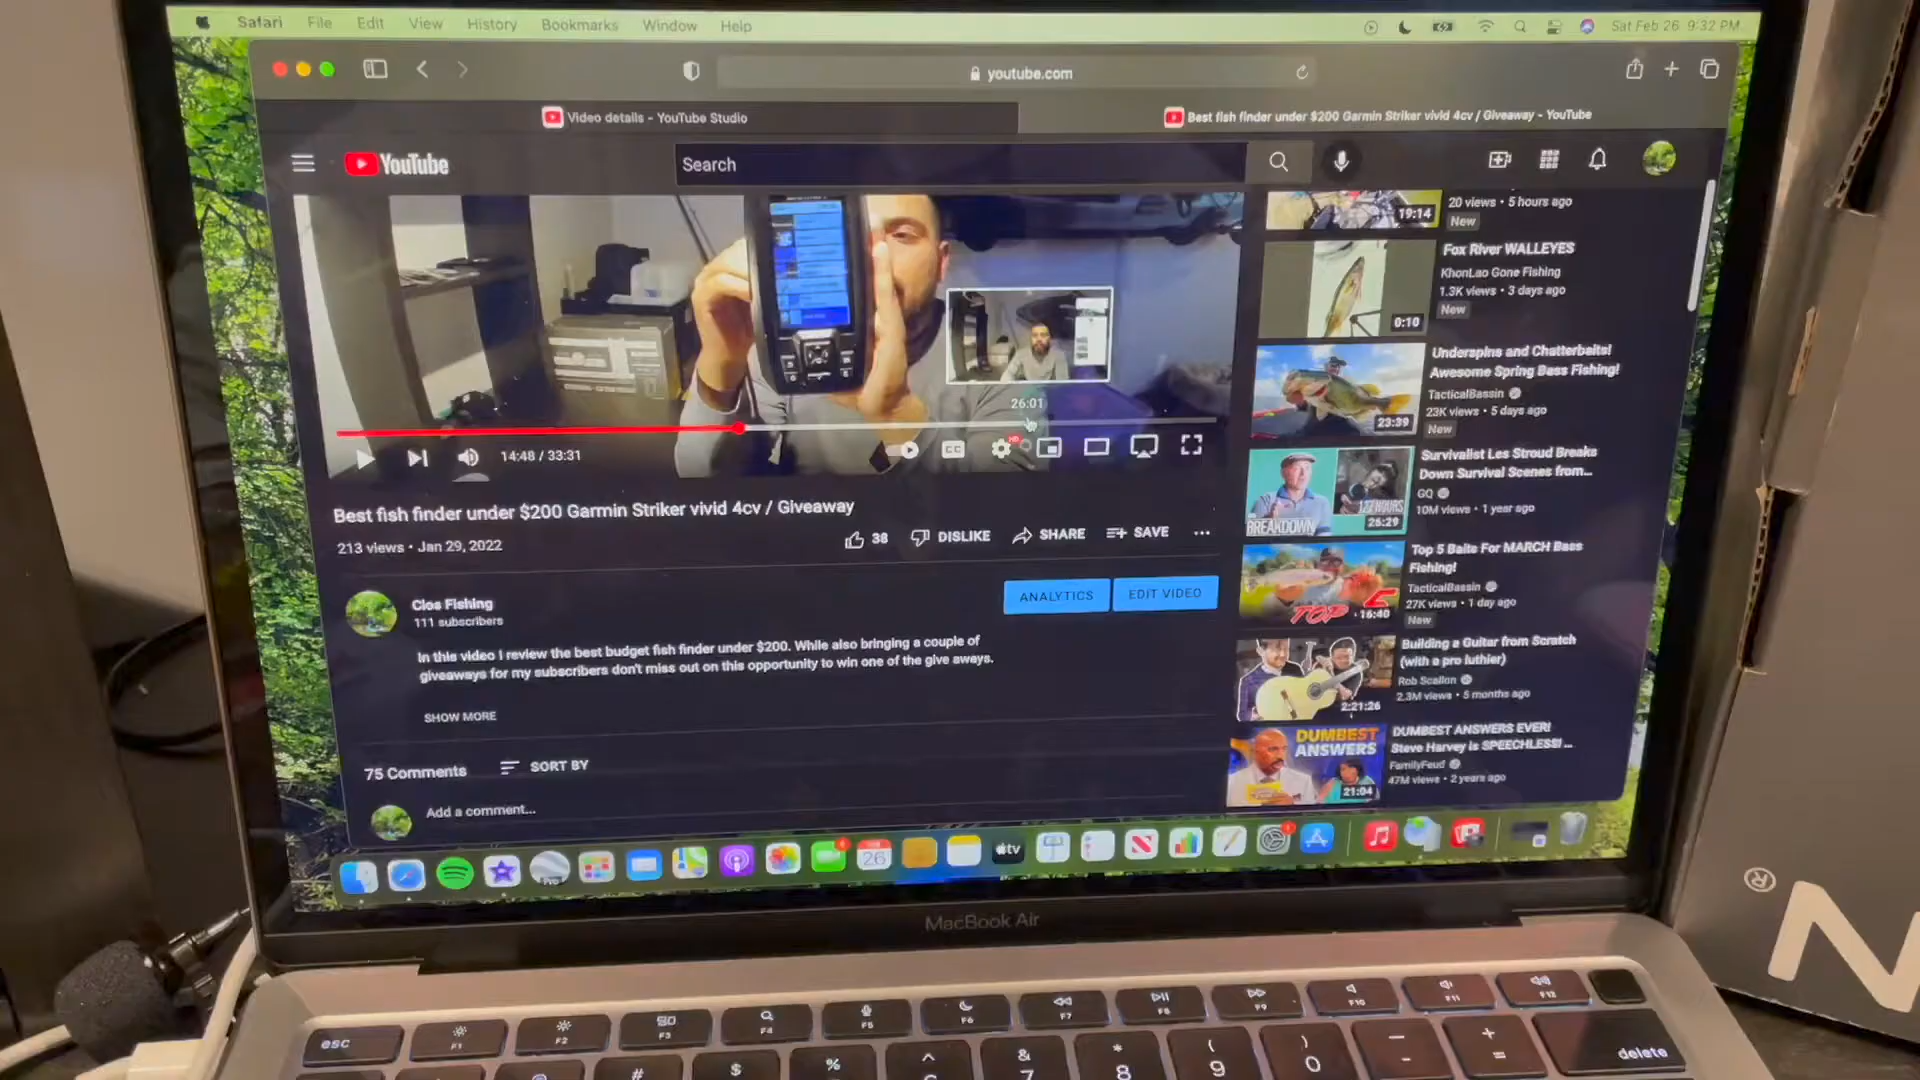 Safari File Edit View History Bookmarks Window Help Sat Feb 26 9:32 PM
youtube.com
Video details - YouTube Studio
Best fish finder under $200 Garmin Striker vivid 4cv / Giveaway - YouTube
YouTube
Search
26:01
14:48 / 33:31
CC
HD
Best fish finder under $200 Garmin Striker vivid 4cv / Giveaway
213 views • Jan 29, 2022
38 DISLIKE SHARE SAVE
Clos Fishing
111 subscribers
ANALYTICS EDIT VIDEO
In this video I review the best budget fish finder under $200. While also bringing a couple of
giveaways for my subscribers don't miss out on this opportunity to win one of the give aways.
SHOW MORE
75 Comments SORT BY
Add a comment...
19:14
20 views • 5 hours ago
New
0:10
Fox River WALLEYES
KhonLao Gone Fishing
1.3K views • 3 days ago
New
23:39
Underspins and Chatterbaits!
Awesome Spring Bass Fishing!
TacticalBassin
23K views • 5 days ago
New
BREAKDOWN
26:29
Survivalist Les Stroud Breaks
Down Survival Scenes from...
GQ
10M views • 1 year ago
TOP
16:40
Top 5 Baits For MARCH Bass
Fishing!
TacticalBassin
27K views • 1 day ago
New
2:21:26
Building a Guitar from Scratch
(with a pro luthier)
Rob Scallon
2.3M views • 5 months ago
DUMBEST
ANSWERS
21:04
DUMBEST ANSWERS EVER!
Steve Harvey is SPEECHLESS! ...
FamilyFeud
47M views • 2 years ago
26
tv
MacBook Air
esc F1 F2 F3 F4 F5 F6 F7 F8 F9 F10 F11 F12
# $ % ^ & * ( ) - + =
7 8 9 0
delete
®
N